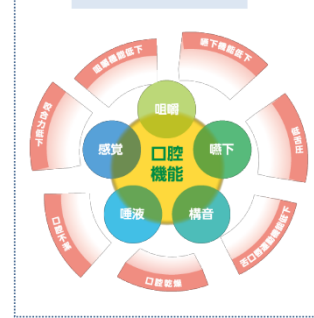 咀嚼機能低下
嚥下機能低下
咬合力低下
低舌圧
舌口唇運動機能低下
口腔乾燥
口腔不潔
咀嚼
感覚
嚥下
口腔
機能
唾液
構音